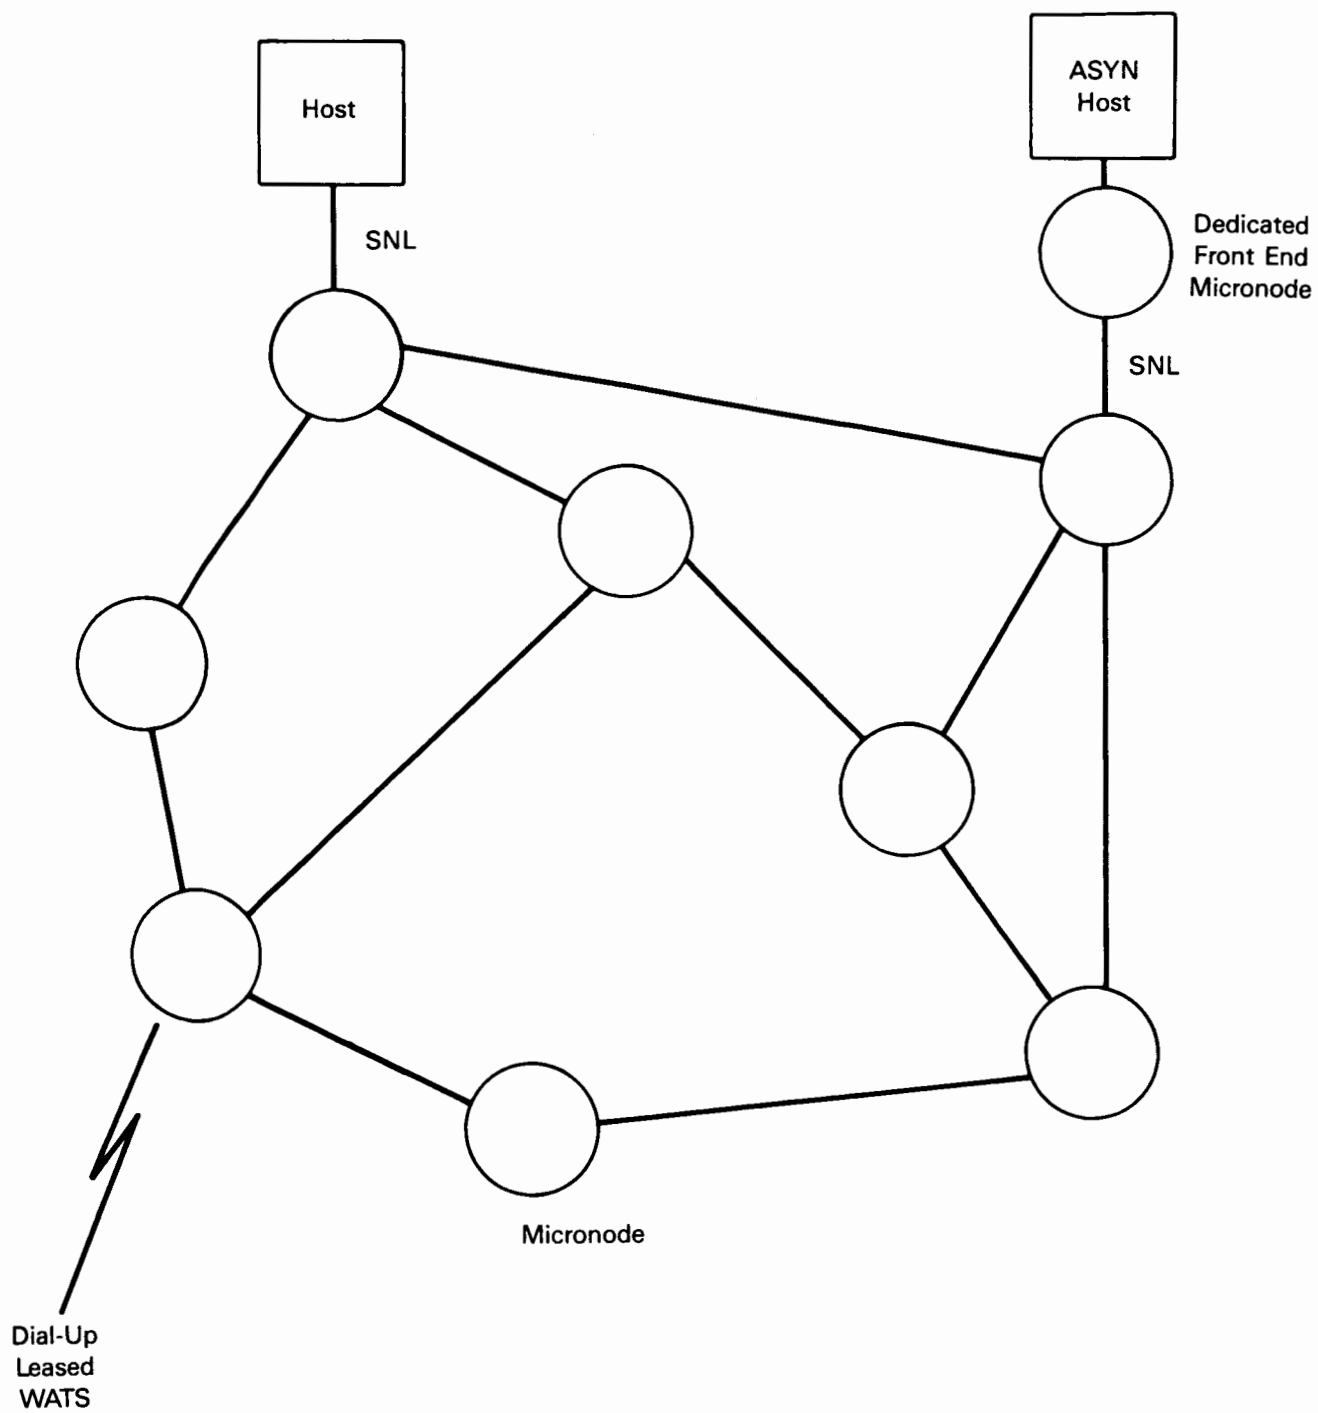 Host
ASYN
Host
SNL
Dedicated
Front End
Micronode
SNL
Micronode
Dial-Up
Leased
WATS